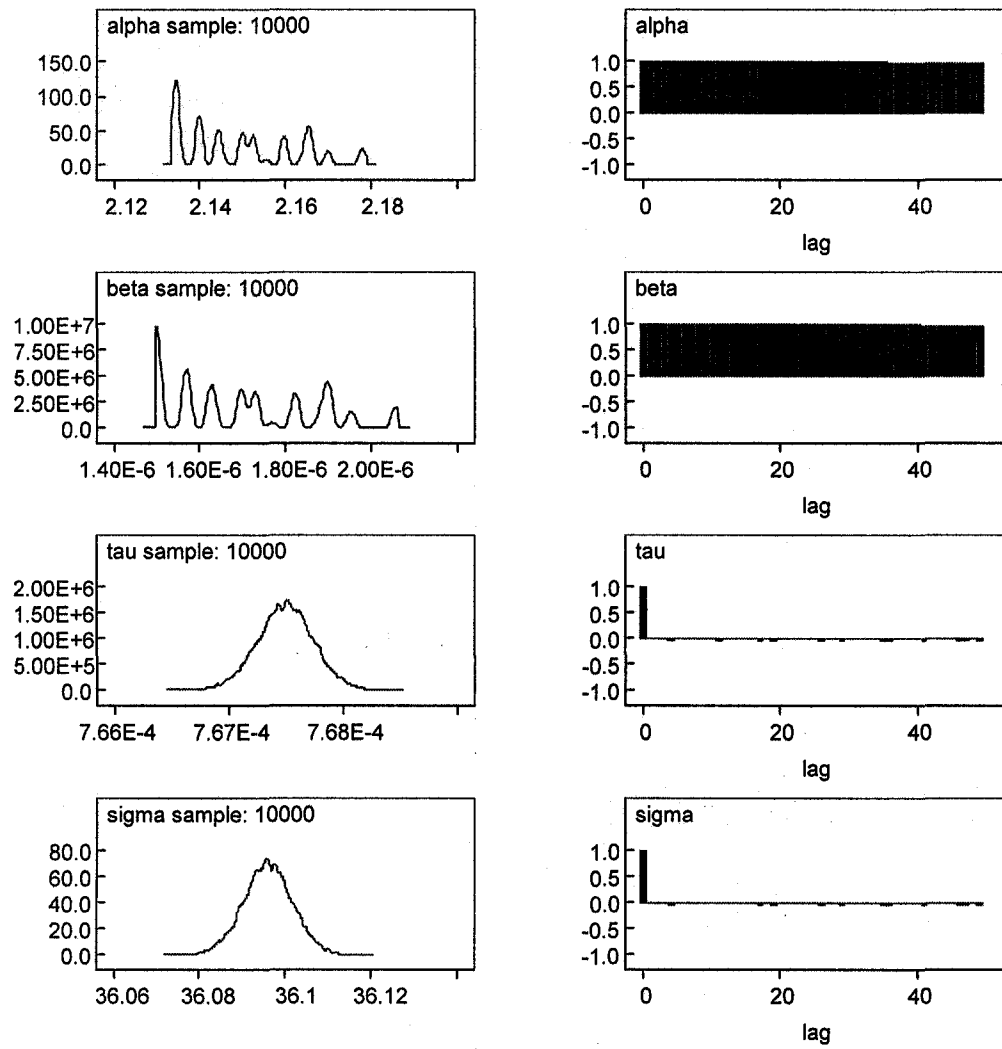 alpha sample: 10000
150.0
100.0
50.0
0.0
2.12 2.14 2.16 2.18
alpha
1.0
0.5
0.0
-0.5
-1.0
0 20 40
lag
beta sample: 10000
1.00E+7
7.50E+6
5.00E+6
2.50E+6
0.0
1.40E-6 1.60E-6 1.80E-6 2.00E-6
beta
1.0
0.5
0.0
-0.5
-1.0
0 20 40
lag
tau sample: 10000
2.00E+6
1.50E+6
1.00E+6
5.00E+5
0.0
7.66E-4 7.67E-4 7.68E-4
tau
1.0
0.5
0.0
-0.5
-1.0
0 20 40
lag
sigma sample: 10000
80.0
60.0
40.0
20.0
0.0
36.06 36.08 36.1 36.12
sigma
1.0
0.5
0.0
-0.5
-1.0
0 20 40
lag